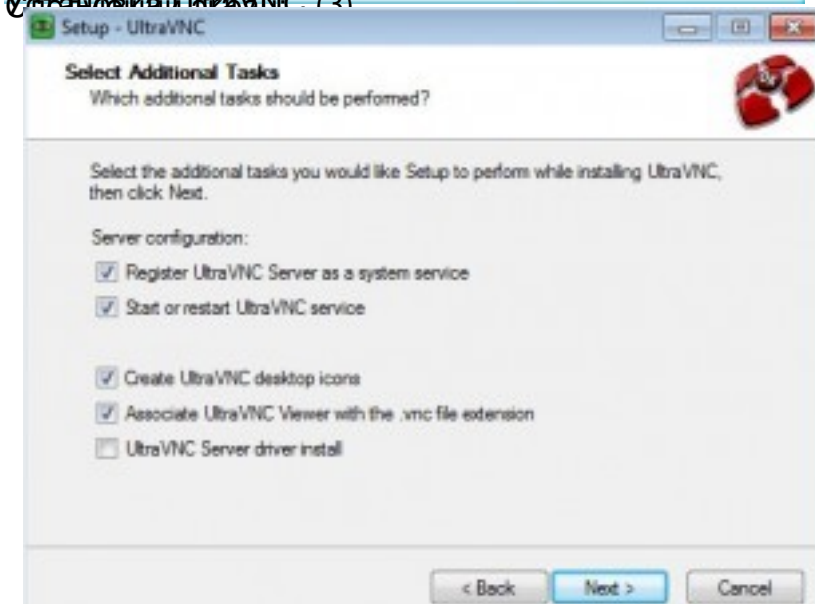 Setup - UltraVNC
Select Additional Tasks
Which additional tasks should be performed?
Select the additional tasks you would like Setup to perform while installing UltraVNC,
then click Next.
Server configuration:
Register UltraVNC Server as a system service
Start or restart UltraVNC service
Create UltraVNC desktop icons
Associate UltraVNC Viewer with the .vnc file extension
UltraVNC Server driver install
< Back
Next >
Cancel